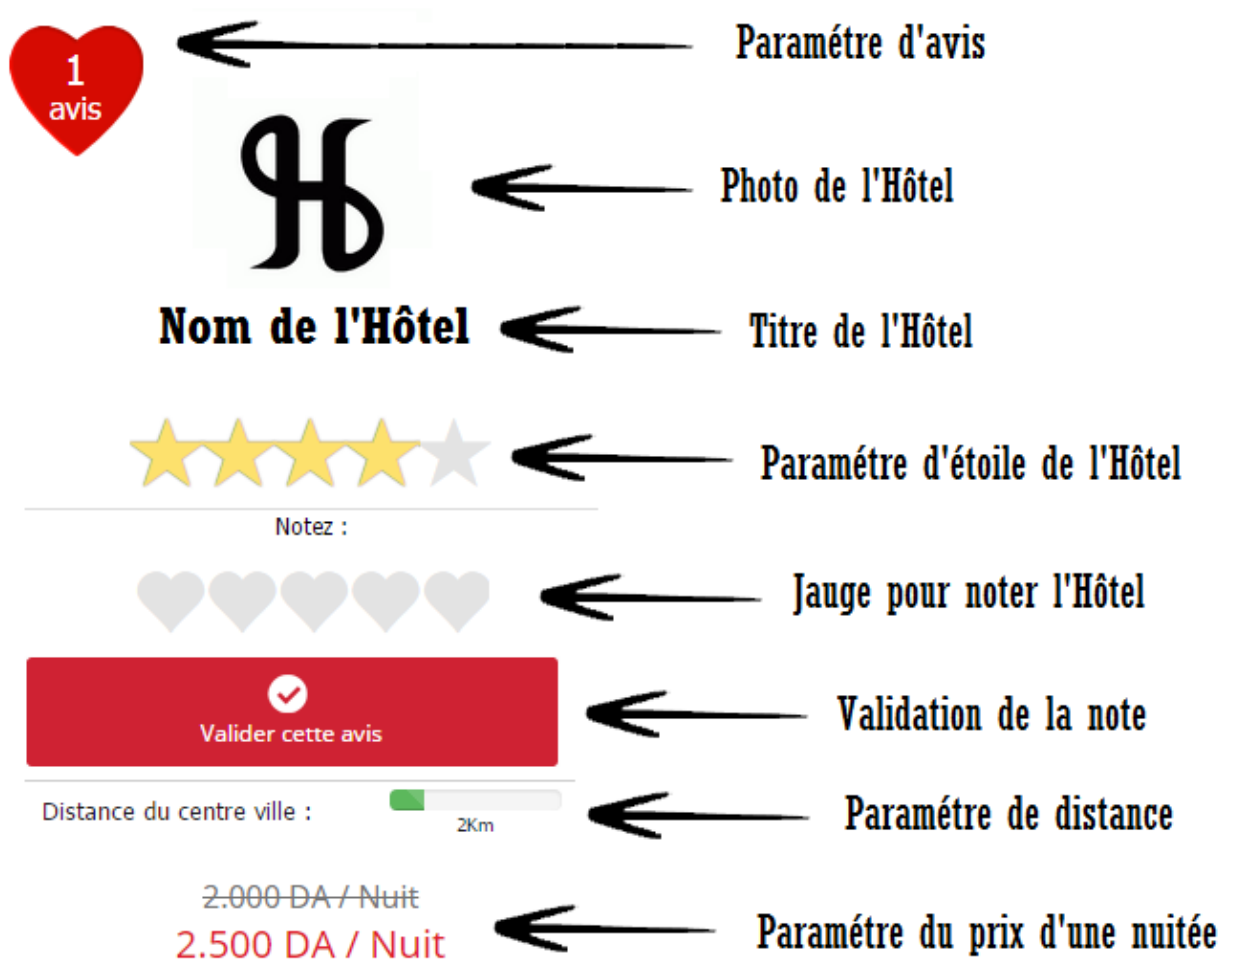 1
avis
Paramétre d'avis
Photo de l'Hôtel
Nom de l'Hôtel
Titre de l'Hôtel
Paramétre d'étoile de l'Hôtel
Notez :
Jauge pour noter l'Hôtel
Valider cette avis
Validation de la note
Distance du centre ville :
2Km
Paramétre de distance
2.000 DA / Nuit
2.500 DA / Nuit
Paramétre du prix d'une nuitée